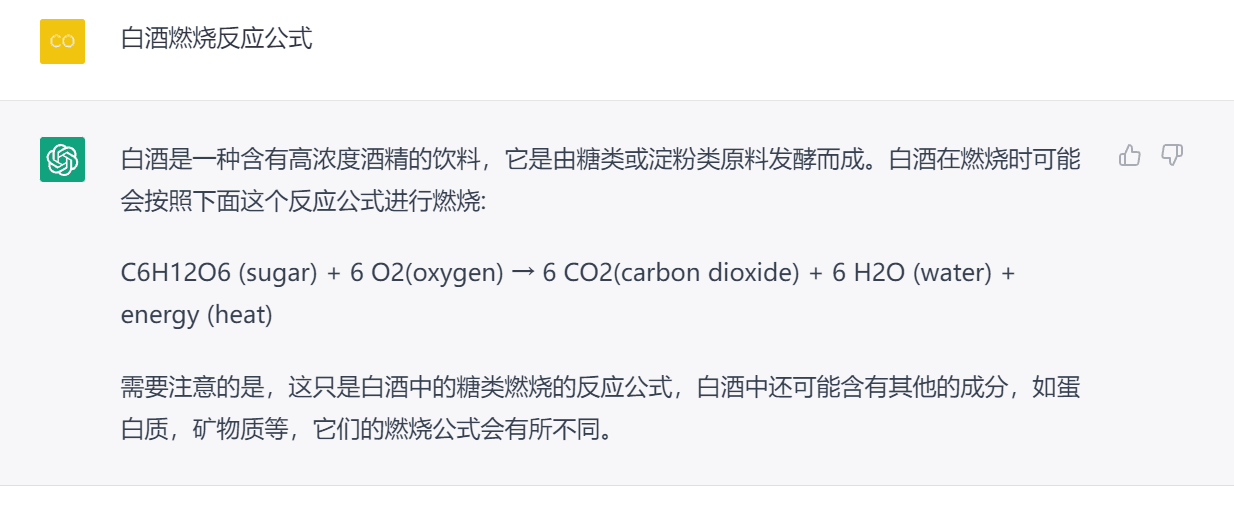 CO
白酒燃烧反应公式
白酒是一种含有高浓度酒精的饮料，它是由糖类或淀粉类原料发酵而成。白酒在燃烧时可能
会按照下面这个反应公式进行燃烧:
C6H12O6 (sugar) + 6 O2(oxygen) → 6 CO2(carbon dioxide) + 6 H2O (water) +
energy (heat)
需要注意的是，这只是白酒中的糖类燃烧的反应公式，白酒中还可能含有其他的成分，如蛋
白质，矿物质等，它们的燃烧公式会有所不同。